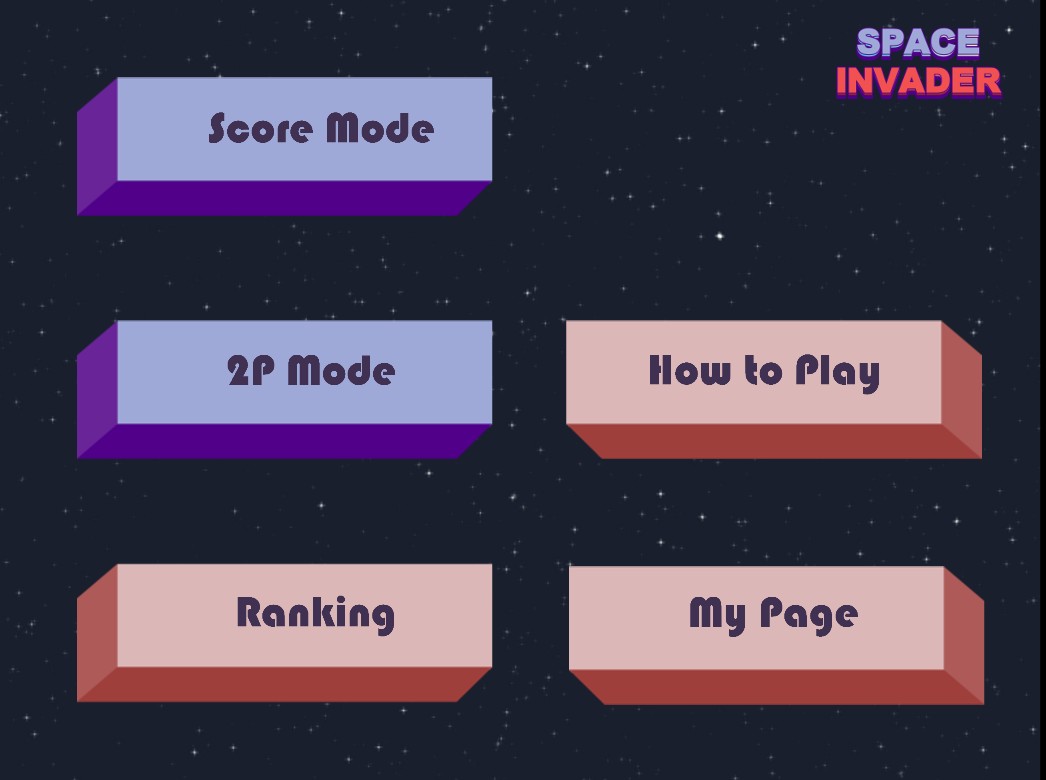 SPACE
INVADER
Score Mode
2P Mode
How to Play
Ranking
My Page